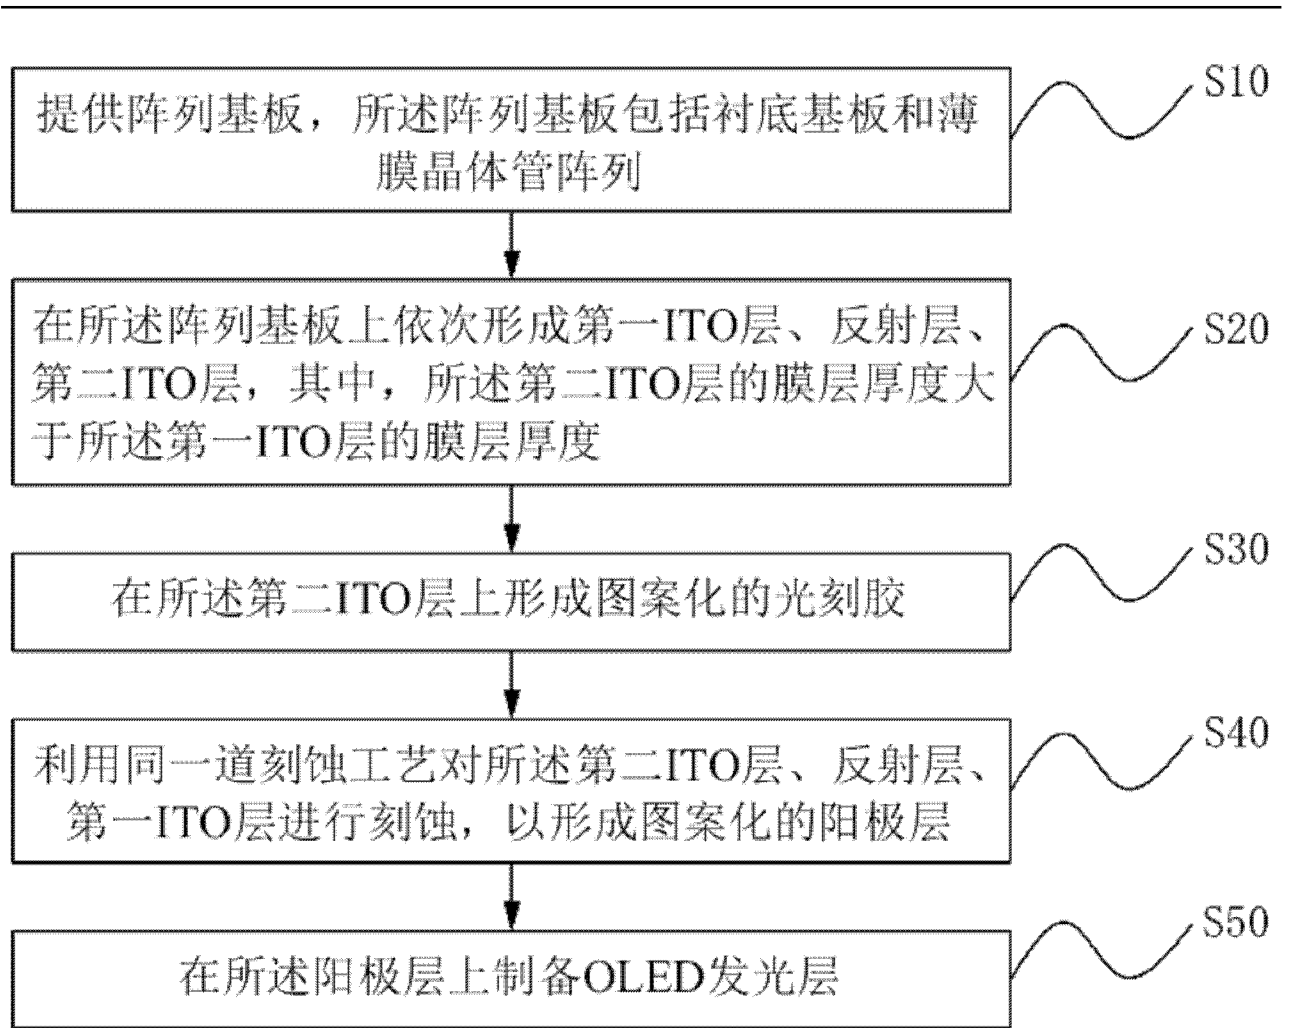 提供阵列基板，所述阵列基板包括衬底基板和薄
膜晶体管阵列
S10
在所述阵列基板上依次形成第一ITO层、反射层、
第二ITO层，其中，所述第二ITO层的膜层厚度大
于所述第一ITO层的膜层厚度
S20
在所述第二ITO层上形成图案化的光刻胶
S30
利用同一道刻蚀工艺对所述第二ITO层、反射层、
第一ITO层进行刻蚀，以形成图案化的阳极层
S40
在所述阳极层上制备OLED发光层
S50